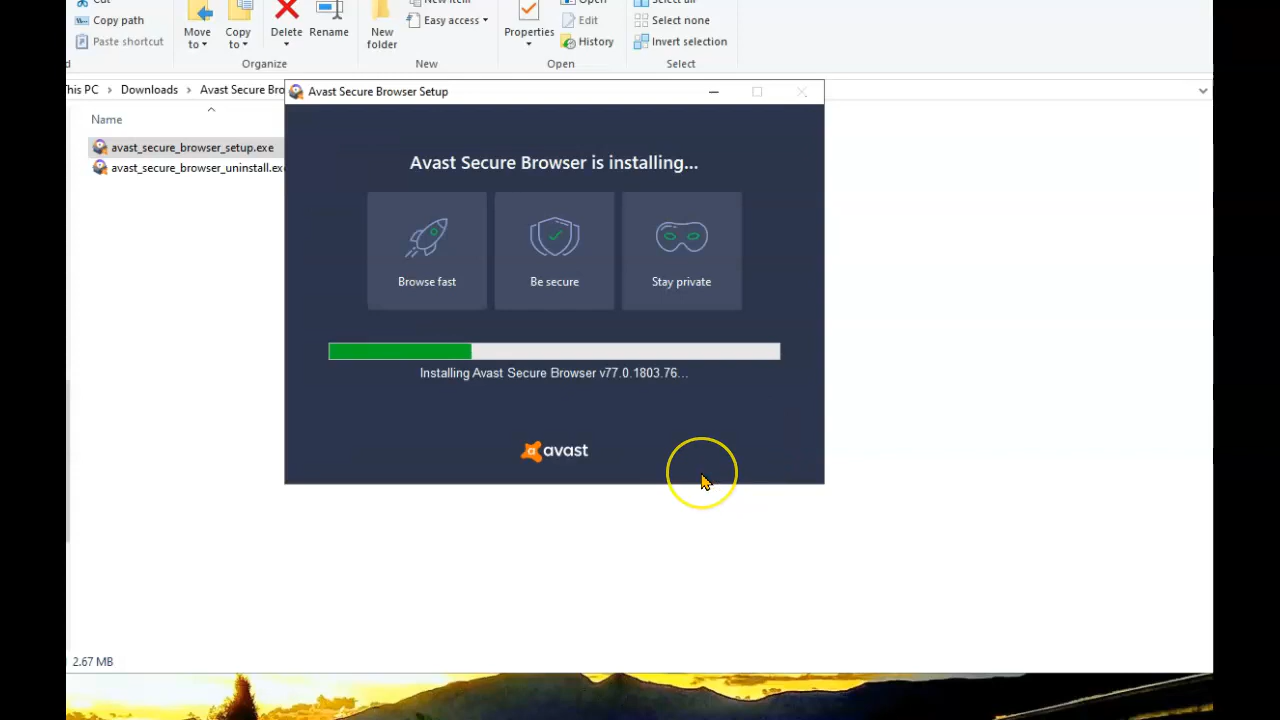 Cut
New item
Open
Select all
Copy path
Easy access
Edit
Select none
Paste shortcut
Move to
Copy to
Delete
Rename
New folder
Properties
History
Invert selection
Organize
New
Open
Select
This PC
Downloads
Avast Secure Bro
Avast Secure Browser Setup
Name
avast_secure_browser_setup.exe
avast_secure_browser_uninstall.exe
Avast Secure Browser is installing...
Browse fast
Be secure
Stay private
Installing Avast Secure Browser v77.0.1803.76...
avast
2.67 MB